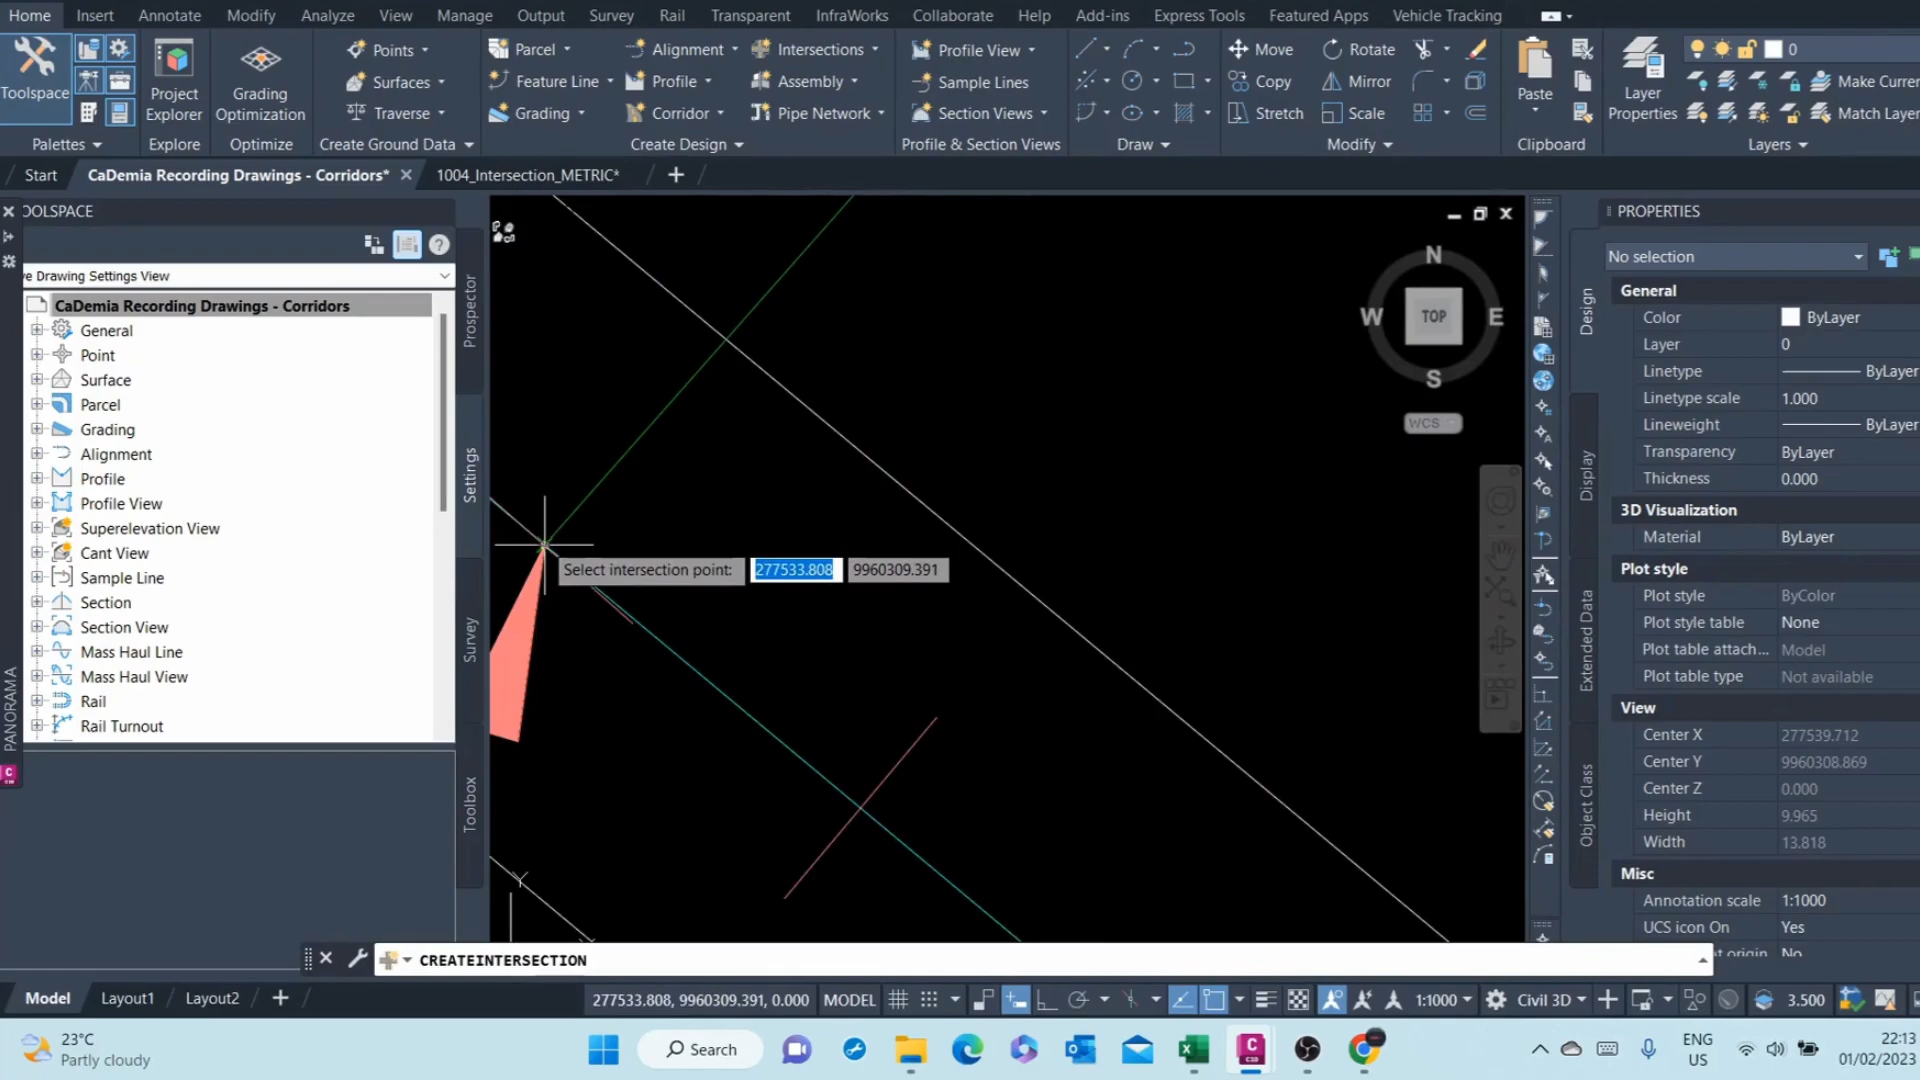 Home Insert Annotate Modify Analyze View Manage Output Survey Rail Transparent InfraWorks Collaborate Help Add-ins Express Tools Featured Apps Vehicle Tracking
Toolspace
Project Explorer
Grading Optimization
Points
Surfaces
Traverse
Parcel
Feature Line
Grading
Alignment
Profile
Corridor
Intersections
Assembly
Pipe Network
Profile View
Sample Lines
Section Views
Move
Copy
Stretch
Rotate
Mirror
Scale
Paste
Layer Properties
0
Make Curre
Match Layer
Palettes Explore Optimize Create Ground Data Create Design Profile & Section Views Draw Modify Clipboard Layers
Start CaDemia Recording Drawings - Corridors* 1004_Intersection_METRIC*
OOLSPACE
ve Drawing Settings View
CaDemia Recording Drawings - Corridors
General
Point
Surface
Parcel
Grading
Alignment
Profile
Profile View
Superelevation View
Cant View
Sample Line
Section
Section View
Mass Haul Line
Mass Haul View
Rail
Rail Turnout
PANORAMA
Prospector
Settings
Survey
Toolbox
N
W TOP E
S
WCS
Select intersection point: 277533.808 9960309.391
Y
CREATEINTERSECTION
PROPERTIES
Design
Display
Extended Data
Object Class
No selection
General
Color ByLayer
Layer 0
Linetype ByLayer
Linetype scale 1.000
Lineweight ByLayer
Transparency ByLayer
Thickness 0.000
3D Visualization
Material ByLayer
Plot style
Plot style ByColor
Plot style table None
Plot table attach... Model
Plot table type Not available
View
Center X 277539.712
Center Y 9960308.869
Center Z 0.000
Height 9.965
Width 13.818
Misc
Annotation scale 1:1000
UCS icon On Yes
Model Layout1 Layout2
277533.808, 9960309.391, 0.000 MODEL 1:1000 Civil 3D 3.500
23°C
Partly cloudy
Search
ENG
US
22:13
01/02/2023